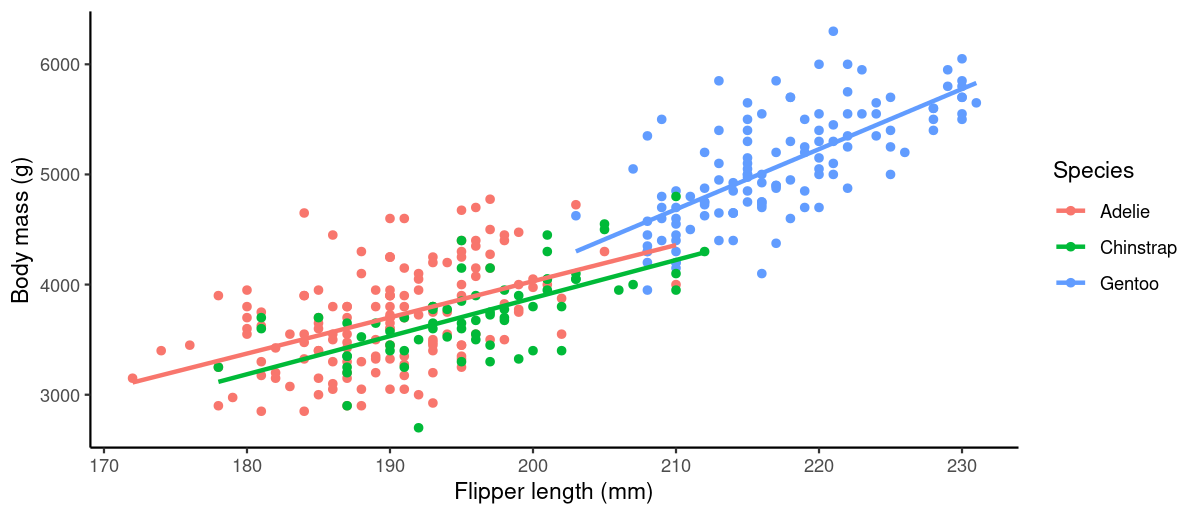 6000
5000
4000
3000
Body mass (g)
170 180 190 200 210 220 230
Flipper length (mm)
Species
Adelie
Chinstrap
Gentoo